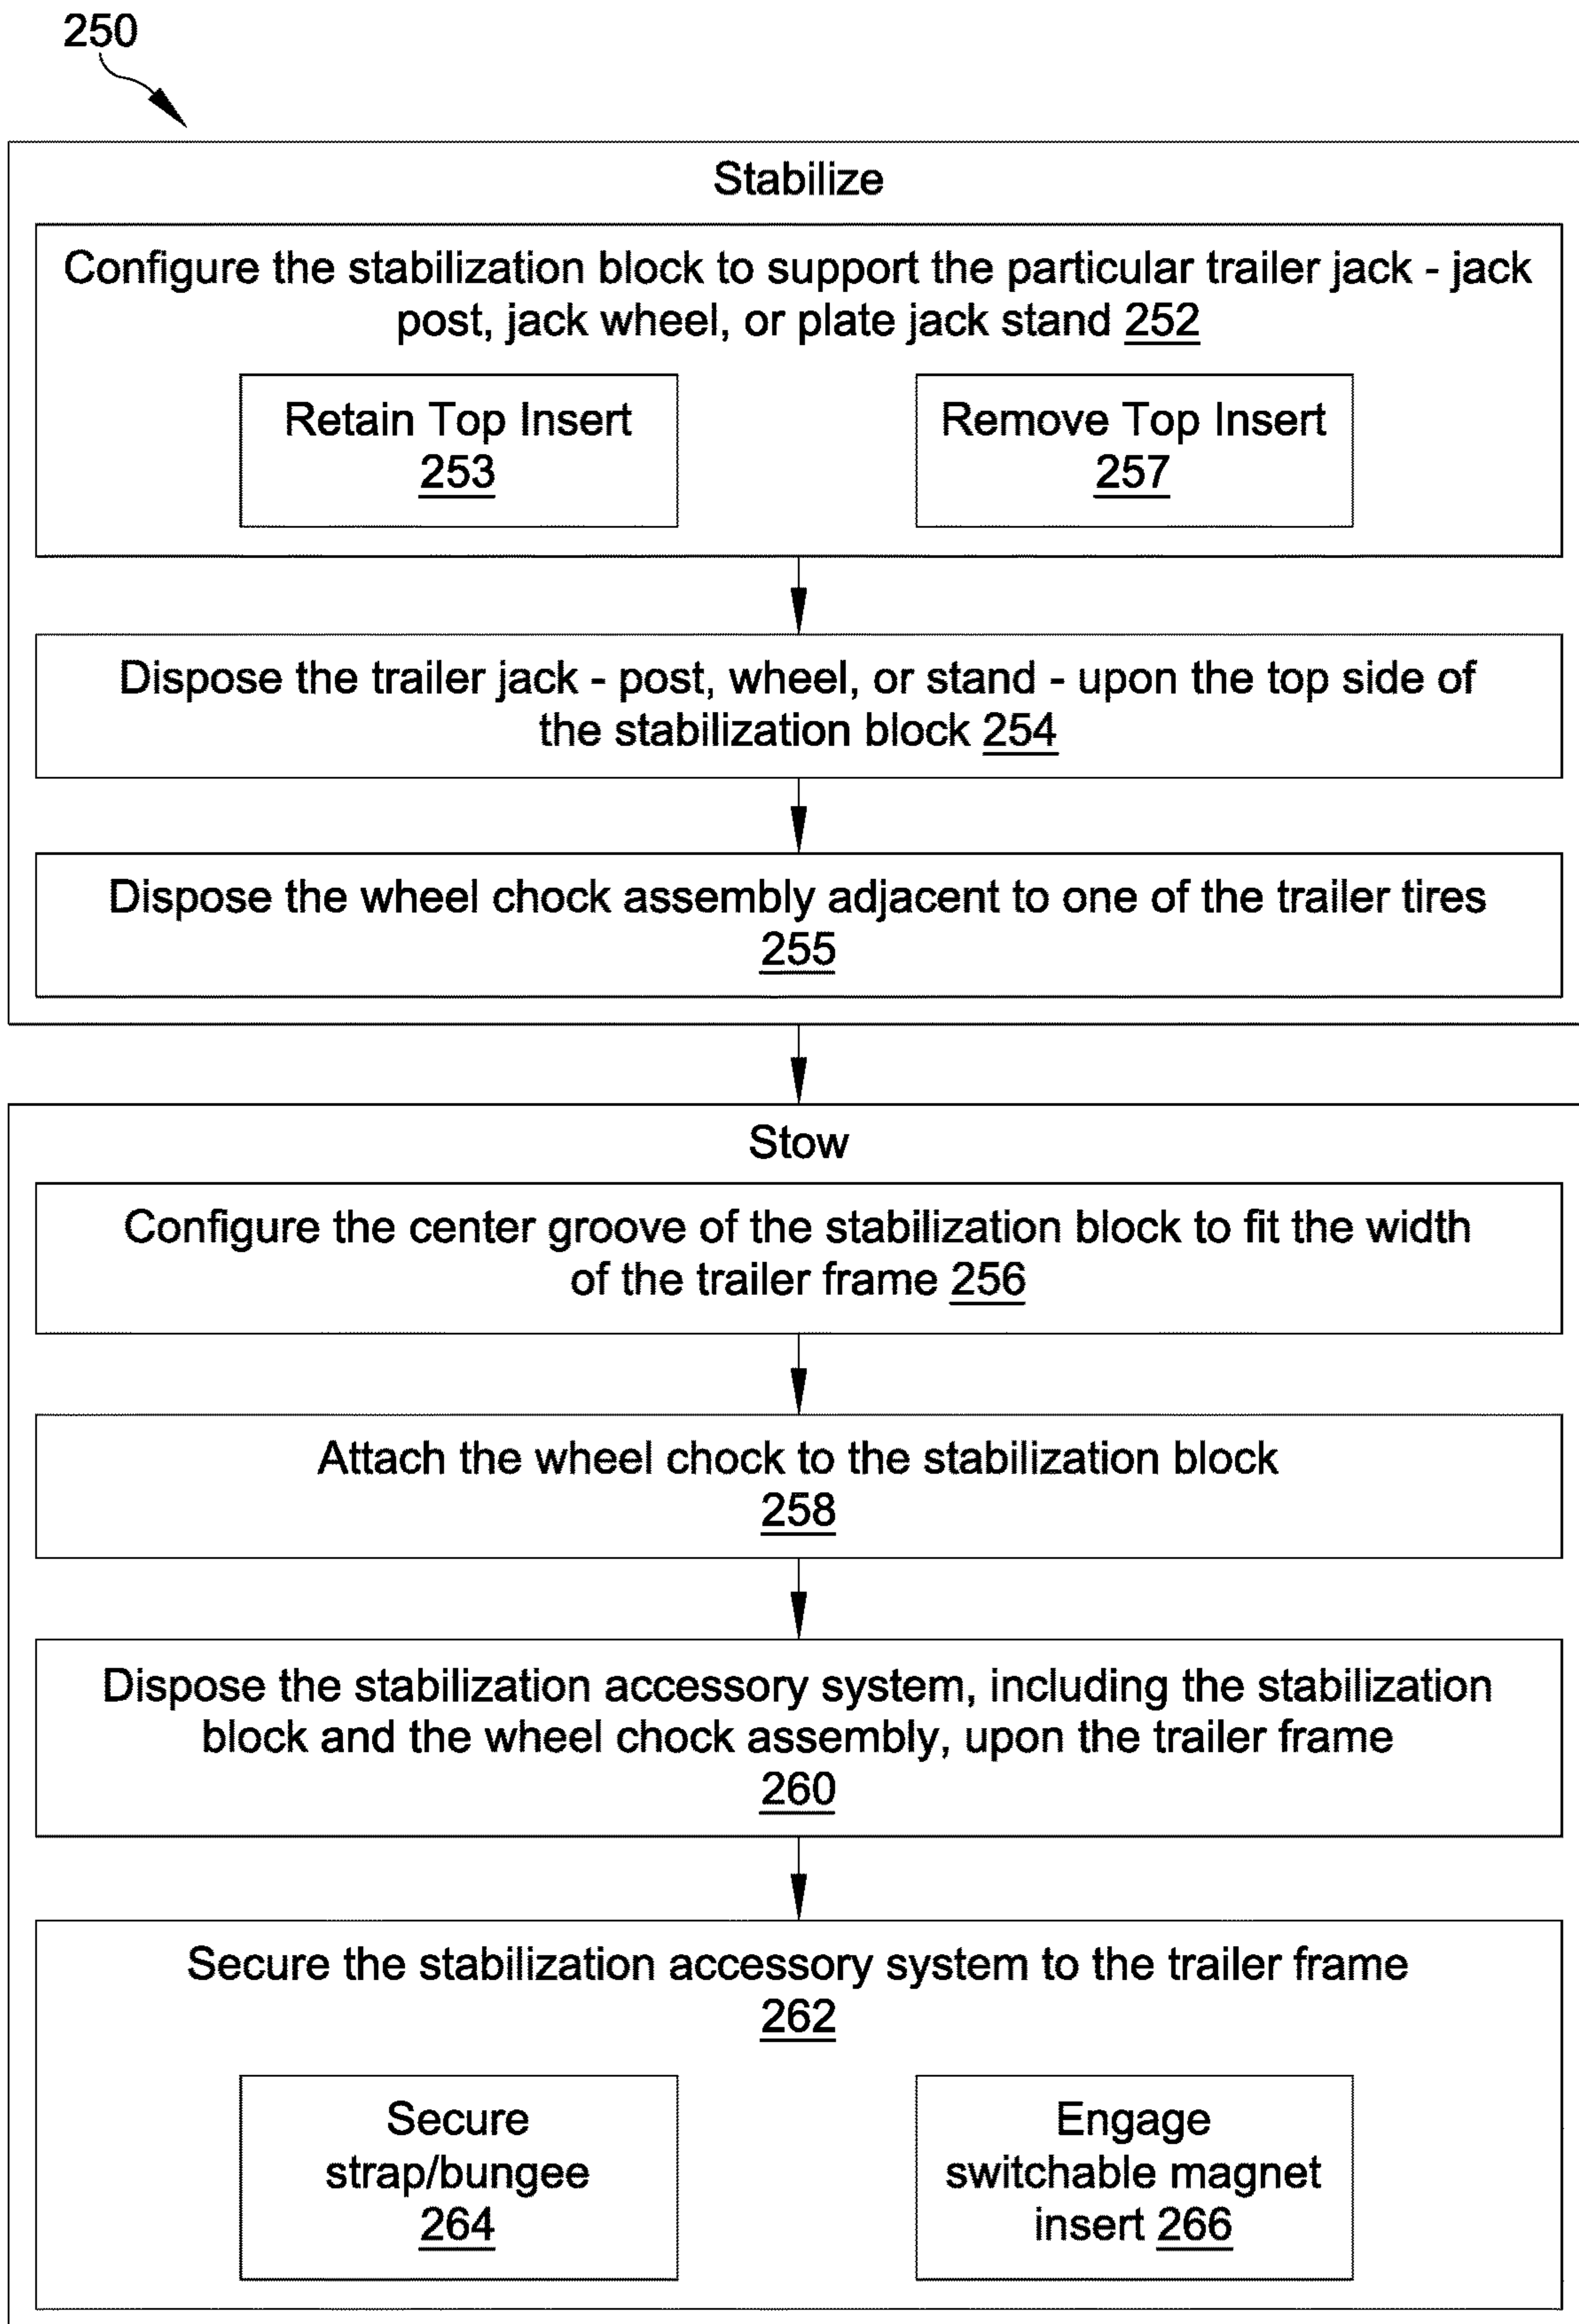 250
Stabilize
Configure the stabilization block to support the particular trailer jack - jack
post, jack wheel, or plate jack stand 252
Retain Top Insert
253
Remove Top Insert
257
Dispose the trailer jack - post, wheel, or stand - upon the top side of
the stabilization block 254
Dispose the wheel chock assembly adjacent to one of the trailer tires
255
Stow
Configure the center groove of the stabilization block to fit the width
of the trailer frame 256
Attach the wheel chock to the stabilization block
258
Dispose the stabilization accessory system, including the stabilization
block and the wheel chock assembly, upon the trailer frame
260
Secure the stabilization accessory system to the trailer frame
262
Secure
strap/bungee
264
Engage
switchable magnet
insert 266